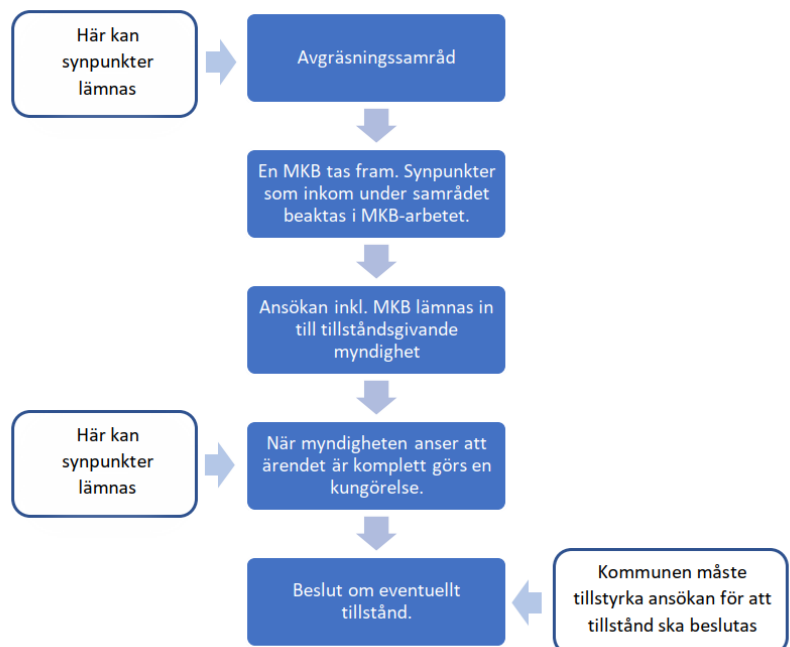 Här kan
synpunkter
lämnas
Avgräsningssamråd
En MKB tas fram. Synpunkter
som inkom under samrådet
beaktas i MKB-arbetet.
Ansökan inkl. MKB lämnas in
till tillståndsgivande
myndighet
Här kan
synpunkter
lämnas
När myndigheten anser att
ärendet är komplett görs en
kungörelse.
Beslut om eventuellt
tillstånd.
Kommunen måste
tillstyrka ansökan för att
tillstånd ska beslutas